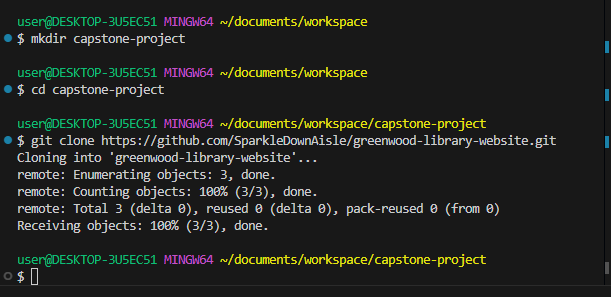 user@DESKTOP-3U5EC51 MINGW64 ~/documents/workspace
$ mkdir capstone-project
user@DESKTOP-3U5EC51 MINGW64 ~/documents/workspace
$ cd capstone-project
user@DESKTOP-3U5EC51 MINGW64 ~/documents/workspace/capstone-project
$ git clone https://github.com/SparkleDownAisle/greenwood-library-website.git
Cloning into 'greenwood-library-website'...
remote: Enumerating objects: 3, done.
remote: Counting objects: 100% (3/3), done.
remote: Total 3 (delta 0), reused 0 (delta 0), pack-reused 0 (from 0)
Receiving objects: 100% (3/3), done.
user@DESKTOP-3U5EC51 MINGW64 ~/documents/workspace/capstone-project
$